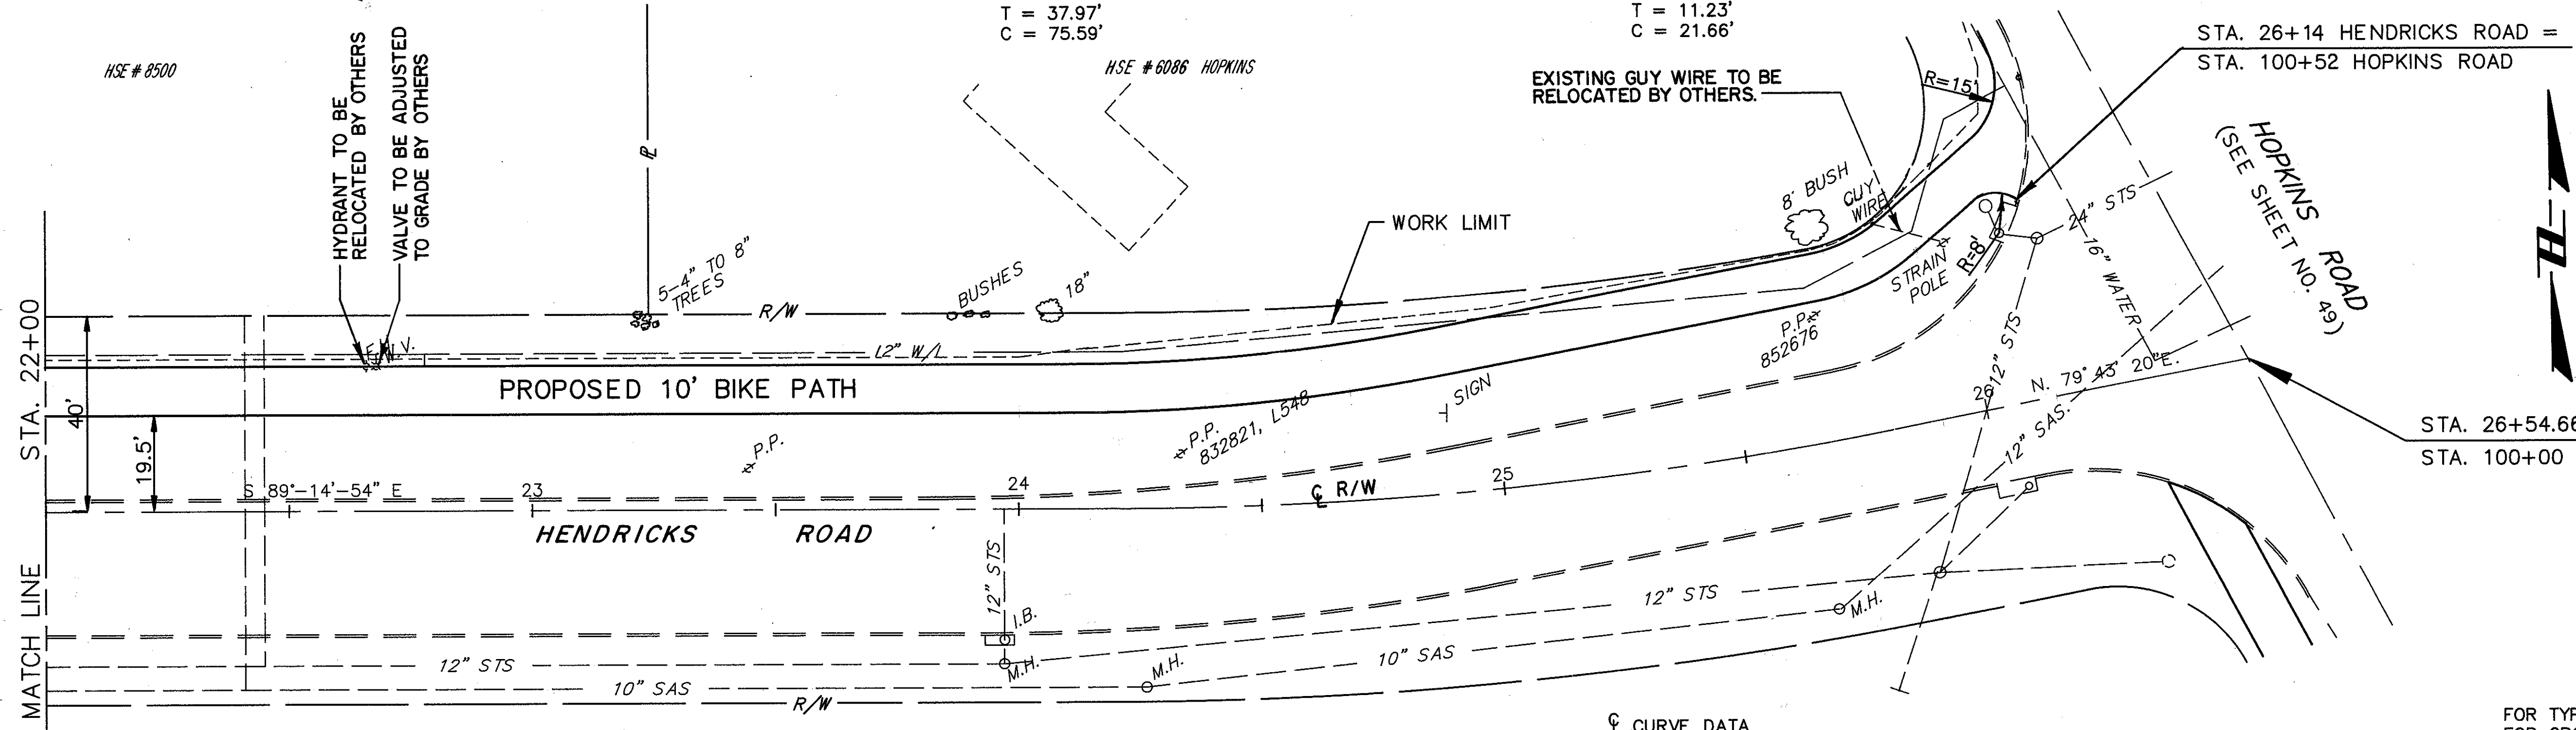 T = 37.97'
C = 75.59'
T = 11.23'
C = 21.66'
STA. 26+14 HENDRICKS ROAD =
STA. 100+52 HOPKINS ROAD
HSE # 8500
HYDRANT TO BE
RELOCATED BY OTHERS
VALVE TO BE ADJUSTED
TO GRADE BY OTHERS
HSE # 6086 HOPKINS
EXISTING GUY WIRE TO BE
RELOCATED BY OTHERS.
R=15'
HOPKINS ROAD
(SEE SHEET NO. 49)
8' BUSH
GUY
WIRE
24" STS
16" WATER
R=8'
STRAIN
POLE
WORK LIMIT
5-4" TO 8"
TREES
BUSHES
18"
R/W
W.V.
12" W/L
P.P.
852676
12" STS
PROPOSED 10' BIKE PATH
STA. 22+00
40'
19.5'
P.P.
P.P.
832821, L548
SIGN
26
N. 79° 43' 20" E.
12" SAS.
STA. 26+54.66
STA. 100+00
S 89°-14'-54" E
23
24
℄ R/W
25
HENDRICKS ROAD
12" STS
I.B.
M.H.
MATCH LINE
12" STS
10" SAS
M.H.
10" SAS
12" STS
M.H.
R/W
℄ CURVE DATA
FOR TYP